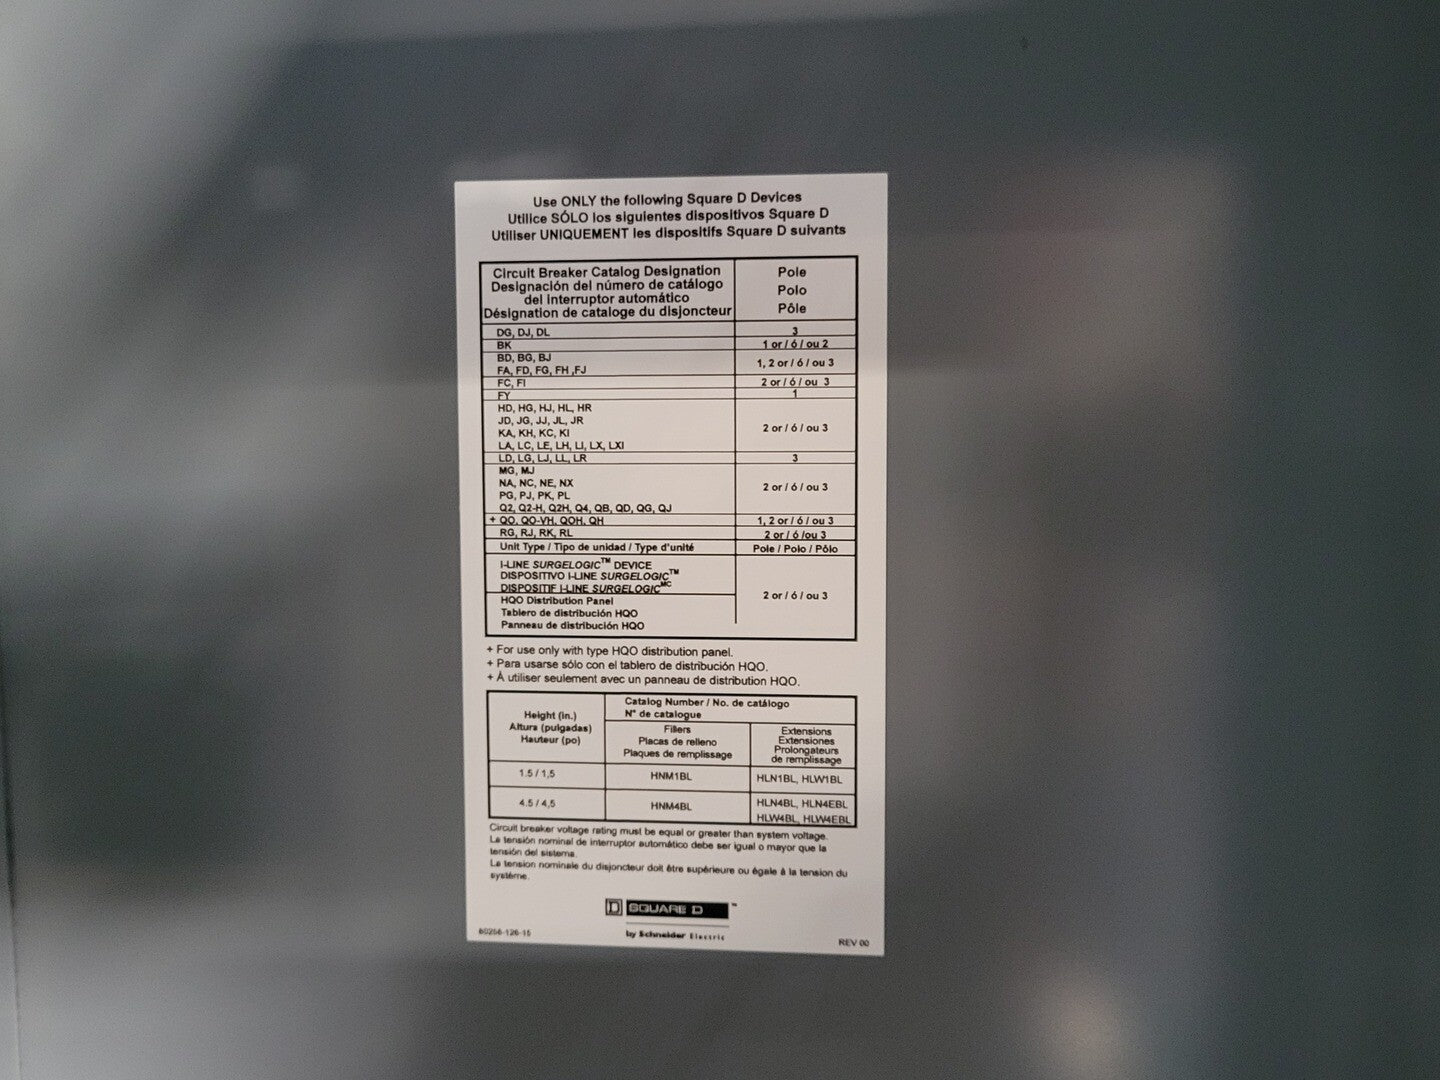 Use ONLY the following Square D Devices
Utilice SÓLO los siguientes dispositivos Square D
Utiliser UNIQUEMENT les dispositifs Square D suivants
Circuit Breaker Catalog Designation
Designación del número de catálogo
del interruptor automático
Désignation de cataloge du disjoncteur
Pole
Polo
Pôle
DG, DJ, DL 3
BK 1 or / ó / ou 2
BD, BG, BJ
FA, FD, FG, FH ,FJ
1, 2 or / ó / ou 3
FC, FI 2 or / ó / ou 3
FY 1
HD, HG, HJ, HL, HR
JD, JG, JJ, JL, JR
KA, KH, KC, KI
LA, LC, LE, LH, LI, LX, LXI
2 or / ó / ou 3
LD, LG, LJ, LL, LR 3
MG, MJ
NA, NC, NE, NX
PG, PJ, PK, PL
Q2, Q2-H, Q2H, Q4, QB, QD, QG, QJ
2 or / ó / ou 3
+ QO, QO-VH, QOH, QH 1, 2 or / ó / ou 3
RG, RJ, RK, RL 2 or / ó /ou 3
Unit Type / Tipo de unidad / Type d'unité Pole / Polo / Pôlo
I-LINE SURGELOGIC™ DEVICE
DISPOSITIVO I-LINE SURGELOGIC™
DISPOSITIF I-LINE SURGELOGIC MC
HQO Distribution Panel
Tablero de distribución HQO
Panneau de distribución HQO
2 or / ó / ou 3
+ For use only with type HQO distribution panel.
+ Para usarse sólo con el tablero de distribución HQO.
+ À utiliser seulement avec un panneau de distribution HQO.
Height (in.)
Altura (pulgadas)
Hauteur (po)
Catalog Number / No. de catálogo
N° de catalogue
Fillers
Placas de relleno
Plaques de remplissage
Extensions
Extensiones
Prolongateurs
de remplissage
1.5 / 1,5 HNM1BL HLN1BL, HLW1BL
4.5 / 4,5 HNM4BL HLN4BL, HLN4EBL
HLW4BL, HLW4EBL
Circuit breaker voltage rating must be equal or greater than system voltage.
La tensión nominal de interruptor automático debe ser igual o mayor que la
tensión del sistema.
La tension nominale du disjoncteur doit être supérieure ou égale à la tension du
système.
D SQUARE D ™
by Schneider Electric
80256-126-15
REV 00